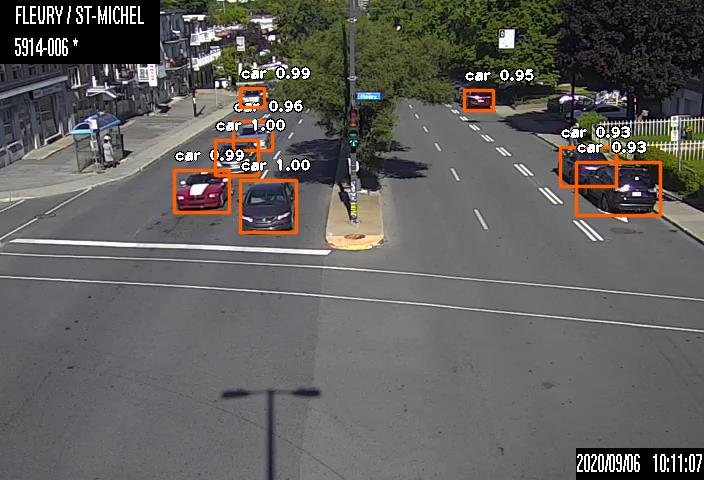 FLEURY / ST-MICHEL
5914-006 *
car 0.99
car 0.95
car 0.96
car 1.00
car 0.93
car 0.93
car 0.99
car 1.00
Fleury
2020/09/06 10:11:07